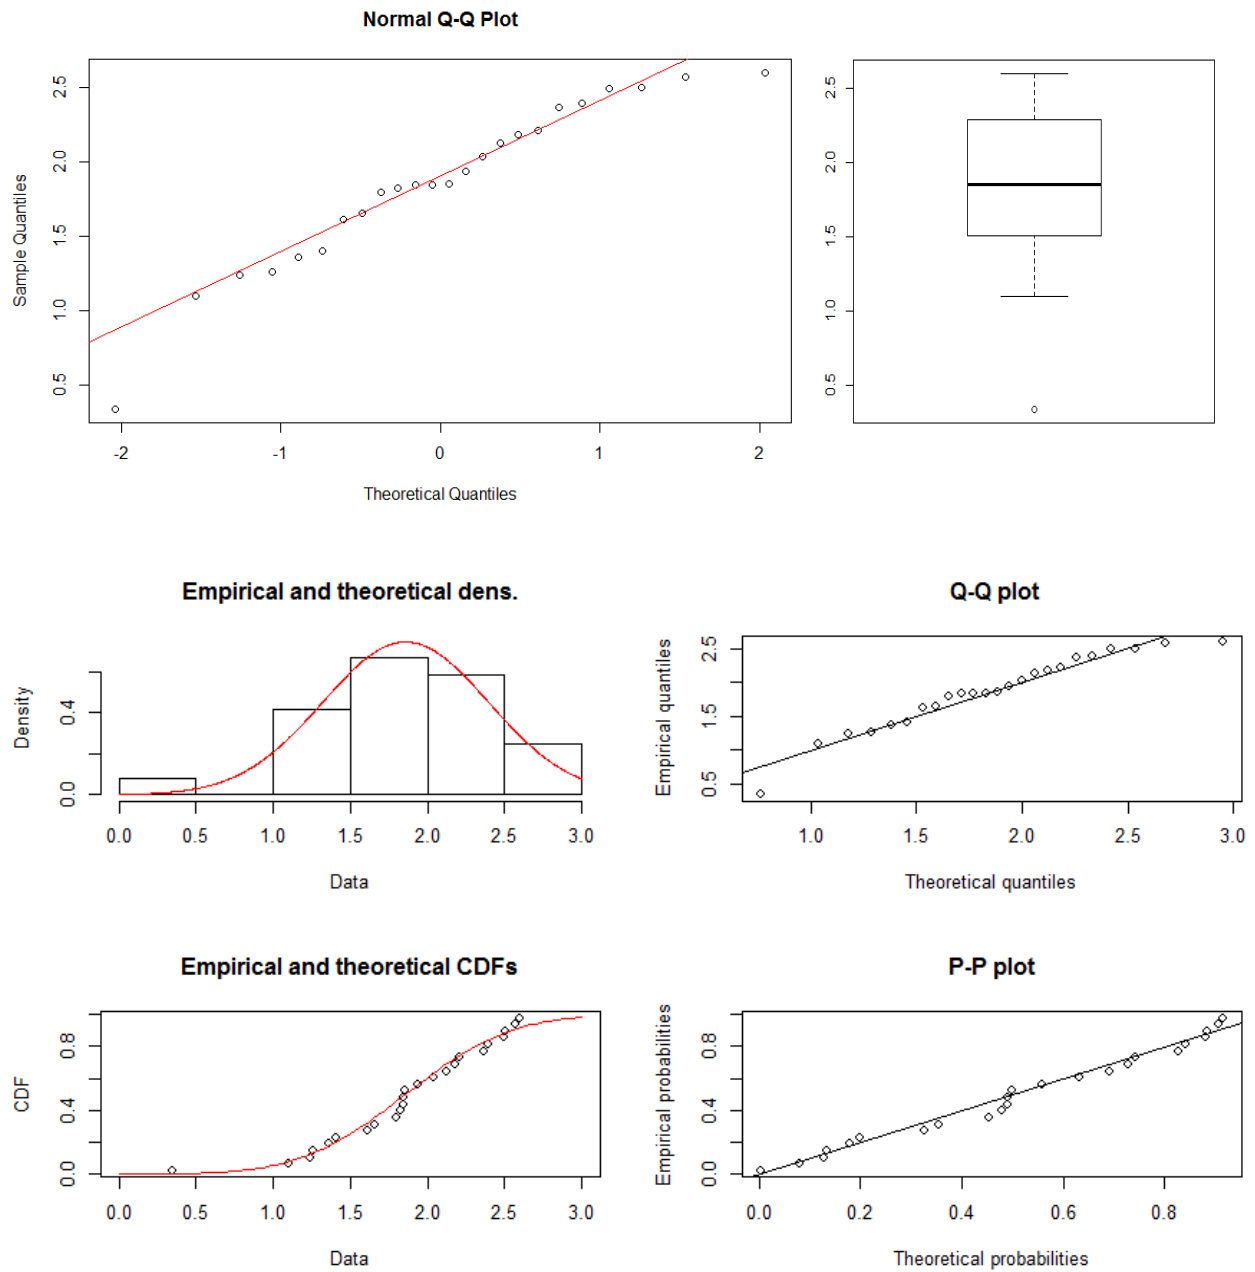 Normal Q-Q Plot
Sample Quantiles
2.5
2.0
1.5
1.0
0.5
-2 -1 0 1 2
Theoretical Quantiles
2.5
2.0
1.5
1.0
0.5
Empirical and theoretical dens.
Density
0.4
0.0
0.0 0.5 1.0 1.5 2.0 2.5 3.0
Data
Q-Q plot
Empirical quantiles
2.5
1.5
0.5
1.0 1.5 2.0 2.5 3.0
Theoretical quantiles
Empirical and theoretical CDFs
CDF
0.8
0.4
0.0
0.0 0.5 1.0 1.5 2.0 2.5 3.0
Data
P-P plot
Empirical probabilities
0.8
0.4
0.0
0.0 0.2 0.4 0.6 0.8
Theoretical probabilities